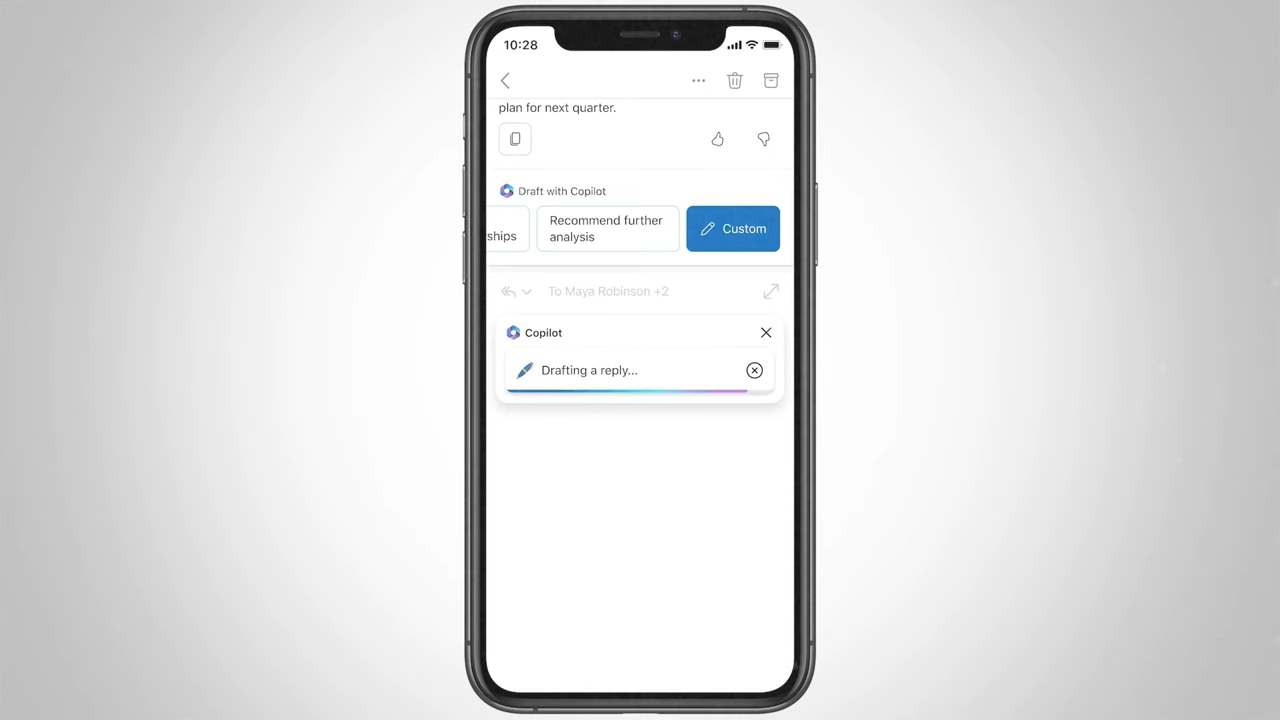 10:28
plan for next quarter.
Draft with Copilot
ships
Recommend further
analysis
Custom
To Maya Robinson +2
Copilot
Drafting a reply...